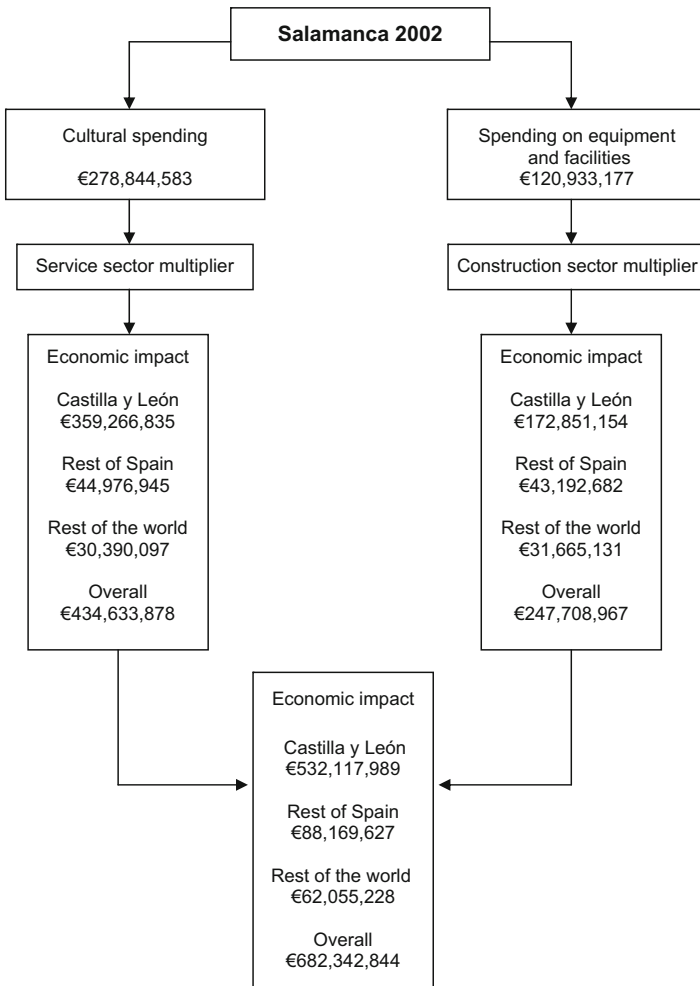 Salamanca 2002
Cultural spending
€278,844,583
Spending on equipment
and facilities
€120,933,177
Service sector multiplier
Construction sector multiplier
Economic impact
Castilla y León
€359,266,835
Rest of Spain
€44,976,945
Rest of the world
€30,390,097
Overall
€434,633,878
Economic impact
Castilla y León
€172,851,154
Rest of Spain
€43,192,682
Rest of the world
€31,665,131
Overall
€247,708,967
Economic impact
Castilla y León
€532,117,989
Rest of Spain
€88,169,627
Rest of the world
€62,055,228
Overall
€682,342,844